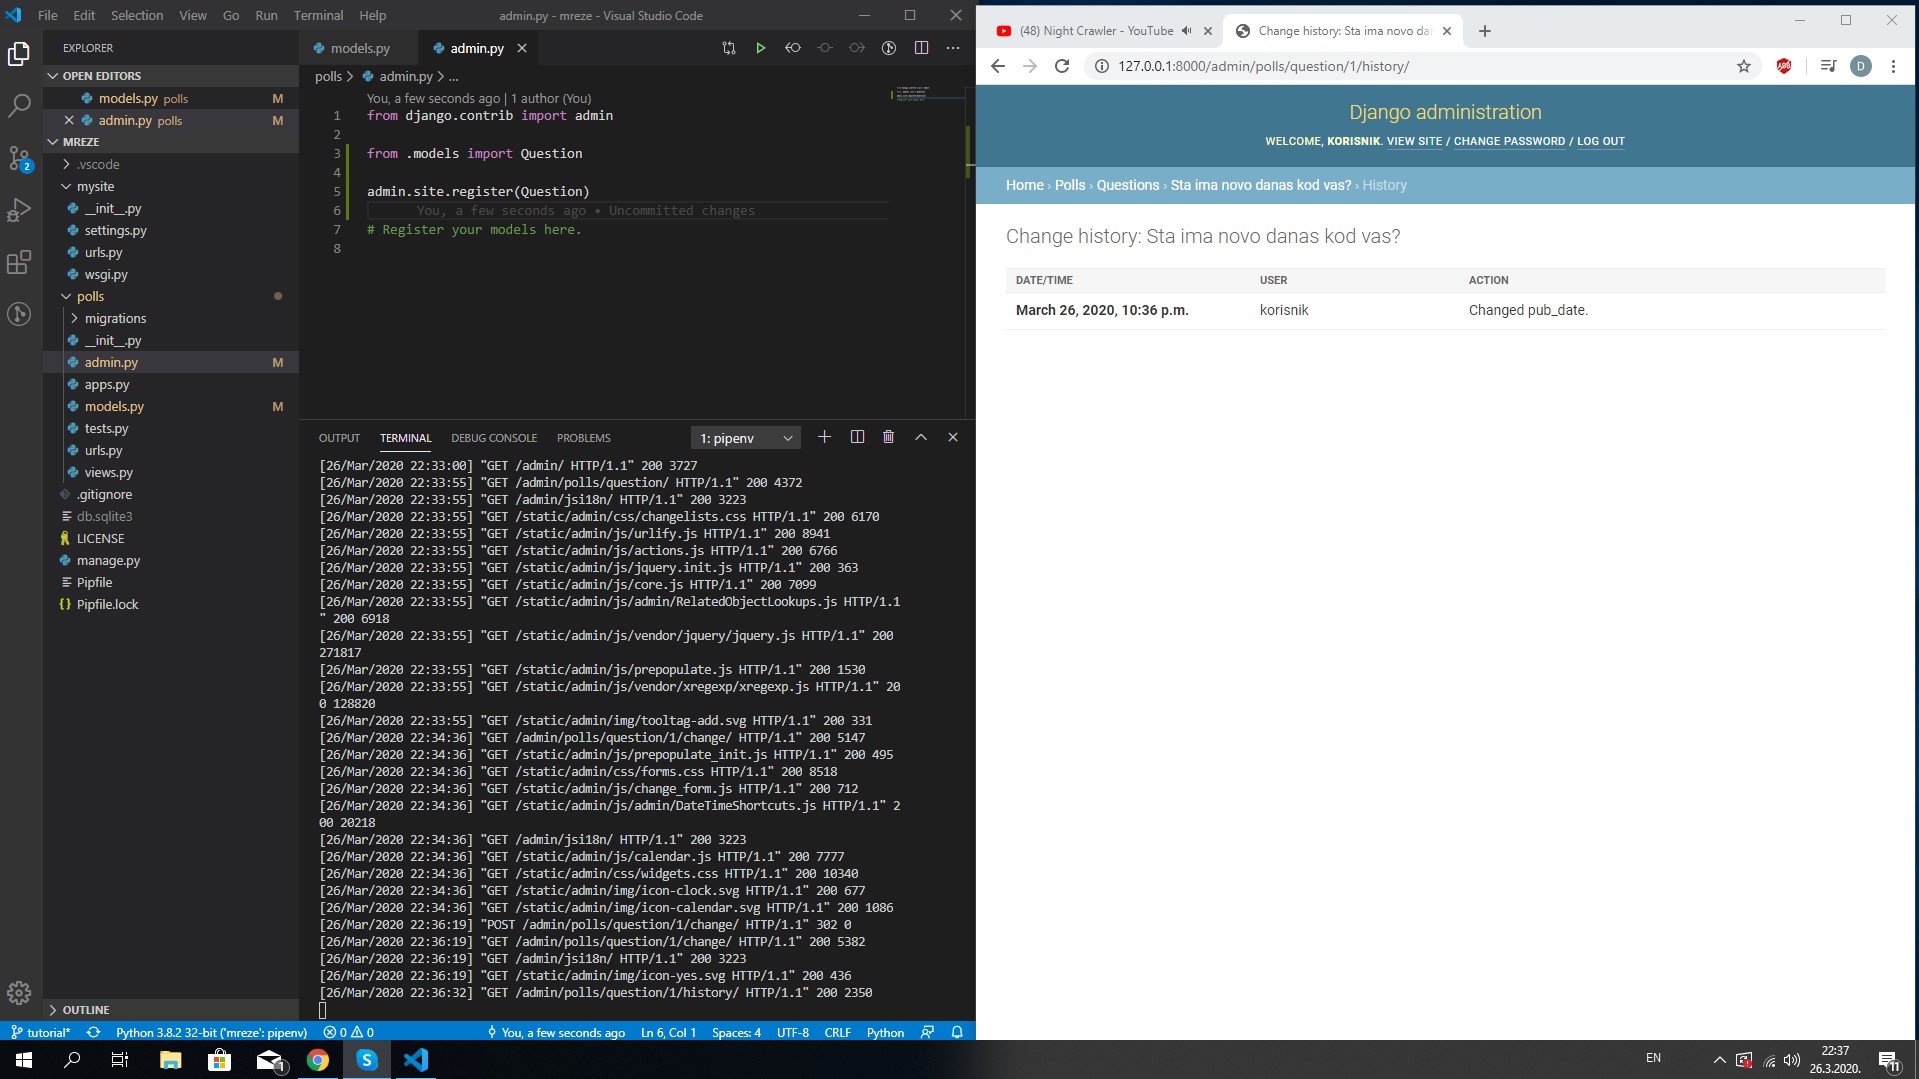 File Edit Selection View Go Run Terminal Help
admin.py - mreze - Visual Studio Code
EXPLORER
OPEN EDITORS
models.py polls M
admin.py polls M
MREZE
.vscode
mysite
__init__.py
settings.py
urls.py
wsgi.py
polls
migrations
__init__.py
admin.py M
apps.py
models.py M
tests.py
urls.py
views.py
.gitignore
db.sqlite3
LICENSE
manage.py
Pipfile
Pipfile.lock
OUTLINE
2
models.py
admin.py
polls > admin.py > ...
You, a few seconds ago | 1 author (You)
1 from django.contrib import admin
2
3 from .models import Question
4
5 admin.site.register(Question)
6 You, a few seconds ago • Uncommitted changes
7 # Register your models here.
8
OUTPUT TERMINAL DEBUG CONSOLE PROBLEMS
1: pipenv
[26/Mar/2020 22:33:00] "GET /admin/ HTTP/1.1" 200 3727
[26/Mar/2020 22:33:55] "GET /admin/polls/question/ HTTP/1.1" 200 4372
[26/Mar/2020 22:33:55] "GET /admin/jsi18n/ HTTP/1.1" 200 3223
[26/Mar/2020 22:33:55] "GET /static/admin/css/changelists.css HTTP/1.1" 200 6170
[26/Mar/2020 22:33:55] "GET /static/admin/js/urlify.js HTTP/1.1" 200 8941
[26/Mar/2020 22:33:55] "GET /static/admin/js/actions.js HTTP/1.1" 200 6766
[26/Mar/2020 22:33:55] "GET /static/admin/js/jquery.init.js HTTP/1.1" 200 363
[26/Mar/2020 22:33:55] "GET /static/admin/js/core.js HTTP/1.1" 200 7099
[26/Mar/2020 22:33:55] "GET /static/admin/js/admin/RelatedObjectLookups.js HTTP/1.1
" 200 6918
[26/Mar/2020 22:33:55] "GET /static/admin/js/vendor/jquery/jquery.js HTTP/1.1" 200
271817
[26/Mar/2020 22:33:55] "GET /static/admin/js/prepopulate.js HTTP/1.1" 200 1530
[26/Mar/2020 22:33:55] "GET /static/admin/js/vendor/xregexp/xregexp.js HTTP/1.1" 20
0 128820
[26/Mar/2020 22:33:55] "GET /static/admin/img/tooltag-add.svg HTTP/1.1" 200 331
[26/Mar/2020 22:34:36] "GET /admin/polls/question/1/change/ HTTP/1.1" 200 5147
[26/Mar/2020 22:34:36] "GET /static/admin/js/prepopulate_init.js HTTP/1.1" 200 495
[26/Mar/2020 22:34:36] "GET /static/admin/css/forms.css HTTP/1.1" 200 8518
[26/Mar/2020 22:34:36] "GET /static/admin/js/change_form.js HTTP/1.1" 200 712
[26/Mar/2020 22:34:36] "GET /static/admin/js/admin/DateTimeShortcuts.js HTTP/1.1" 2
00 20218
[26/Mar/2020 22:34:36] "GET /admin/jsi18n/ HTTP/1.1" 200 3223
[26/Mar/2020 22:34:36] "GET /static/admin/js/calendar.js HTTP/1.1" 200 7777
[26/Mar/2020 22:34:36] "GET /static/admin/css/widgets.css HTTP/1.1" 200 10340
[26/Mar/2020 22:34:36] "GET /static/admin/img/icon-clock.svg HTTP/1.1" 200 677
[26/Mar/2020 22:34:36] "GET /static/admin/img/icon-calendar.svg HTTP/1.1" 200 1086
[26/Mar/2020 22:36:19] "POST /admin/polls/question/1/change/ HTTP/1.1" 302 0
[26/Mar/2020 22:36:19] "GET /admin/polls/question/1/change/ HTTP/1.1" 200 5382
[26/Mar/2020 22:36:19] "GET /admin/jsi18n/ HTTP/1.1" 200 3223
[26/Mar/2020 22:36:19] "GET /static/admin/img/icon-yes.svg HTTP/1.1" 200 436
[26/Mar/2020 22:36:32] "GET /admin/polls/question/1/history/ HTTP/1.1" 200 2350
tutorial* Python 3.8.2 32-bit ('mreze': pipenv) 0 0 You, a few seconds ago Ln 6, Col 1 Spaces: 4 UTF-8 CRLF Python
(48) Night Crawler - YouTube
Change history: Sta ima novo da
127.0.0.1:8000/admin/polls/question/1/history/
ABP
D
Django administration
WELCOME, KORISNIK. VIEW SITE / CHANGE PASSWORD / LOG OUT
Home › Polls › Questions › Sta ima novo danas kod vas? › History
Change history: Sta ima novo danas kod vas?
DATE/TIME USER ACTION
March 26, 2020, 10:36 p.m. korisnik Changed pub_date.
1
EN
22:37
26.3.2020.
11